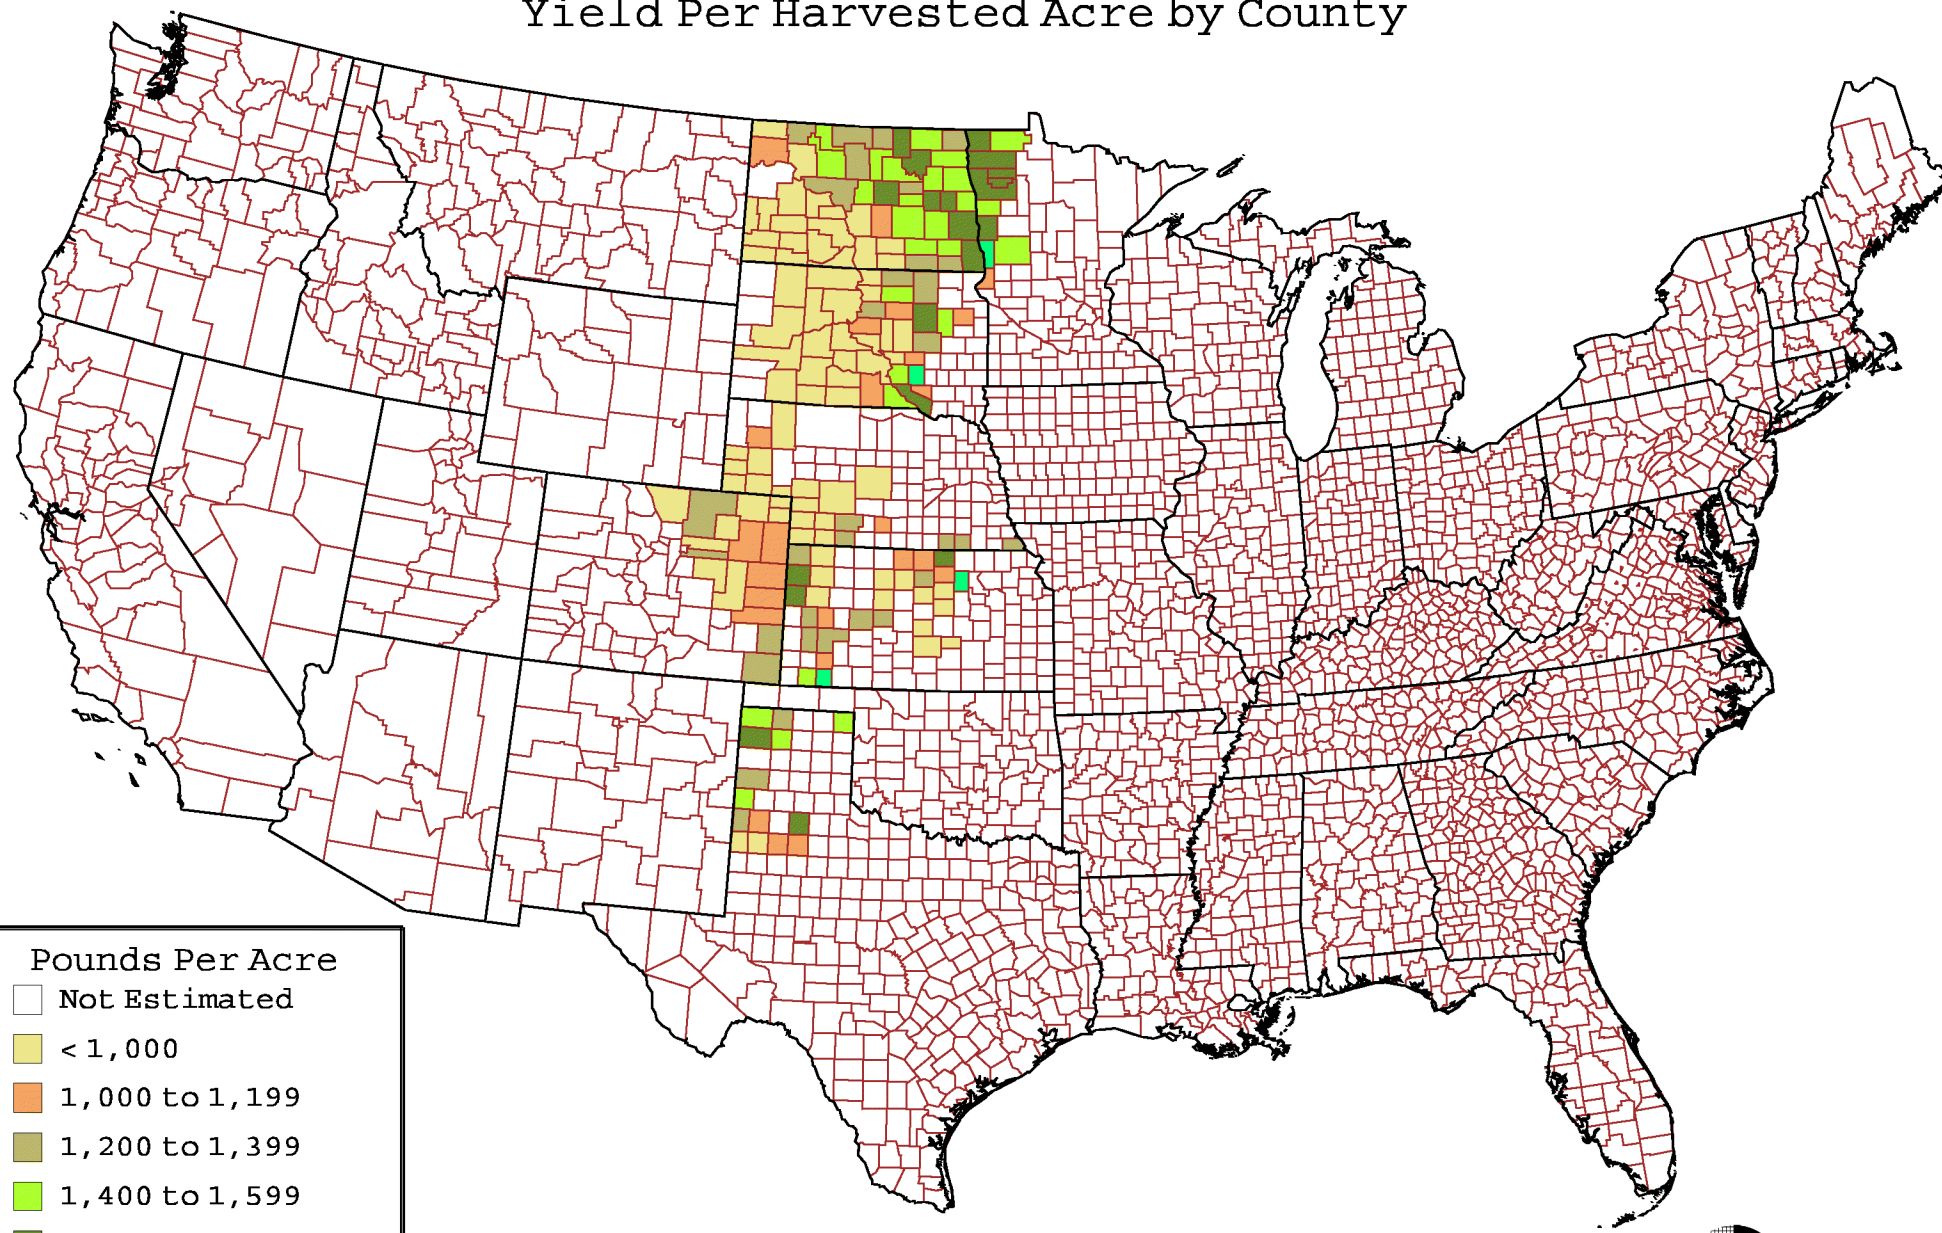 Yield Per Harvested Acre by County
Pounds Per Acre
Not Estimated
< 1,000
1,000 to 1,199
1,200 to 1,399
1,400 to 1,599